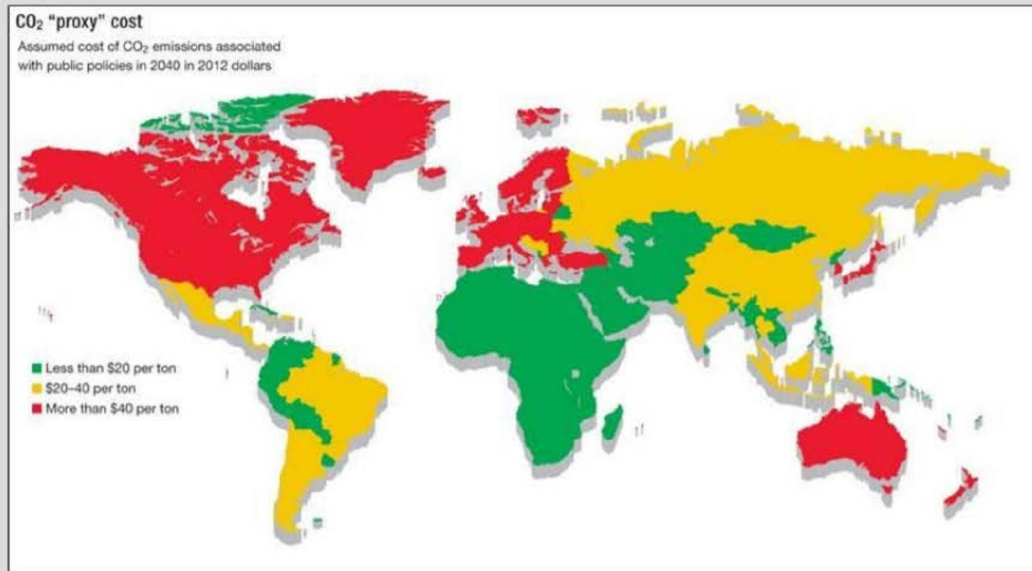 CO₂ “proxy” cost
Assumed cost of CO₂ emissions associated
with public policies in 2040 in 2012 dollars
Less than $20 per ton
$20–40 per ton
More than $40 per ton